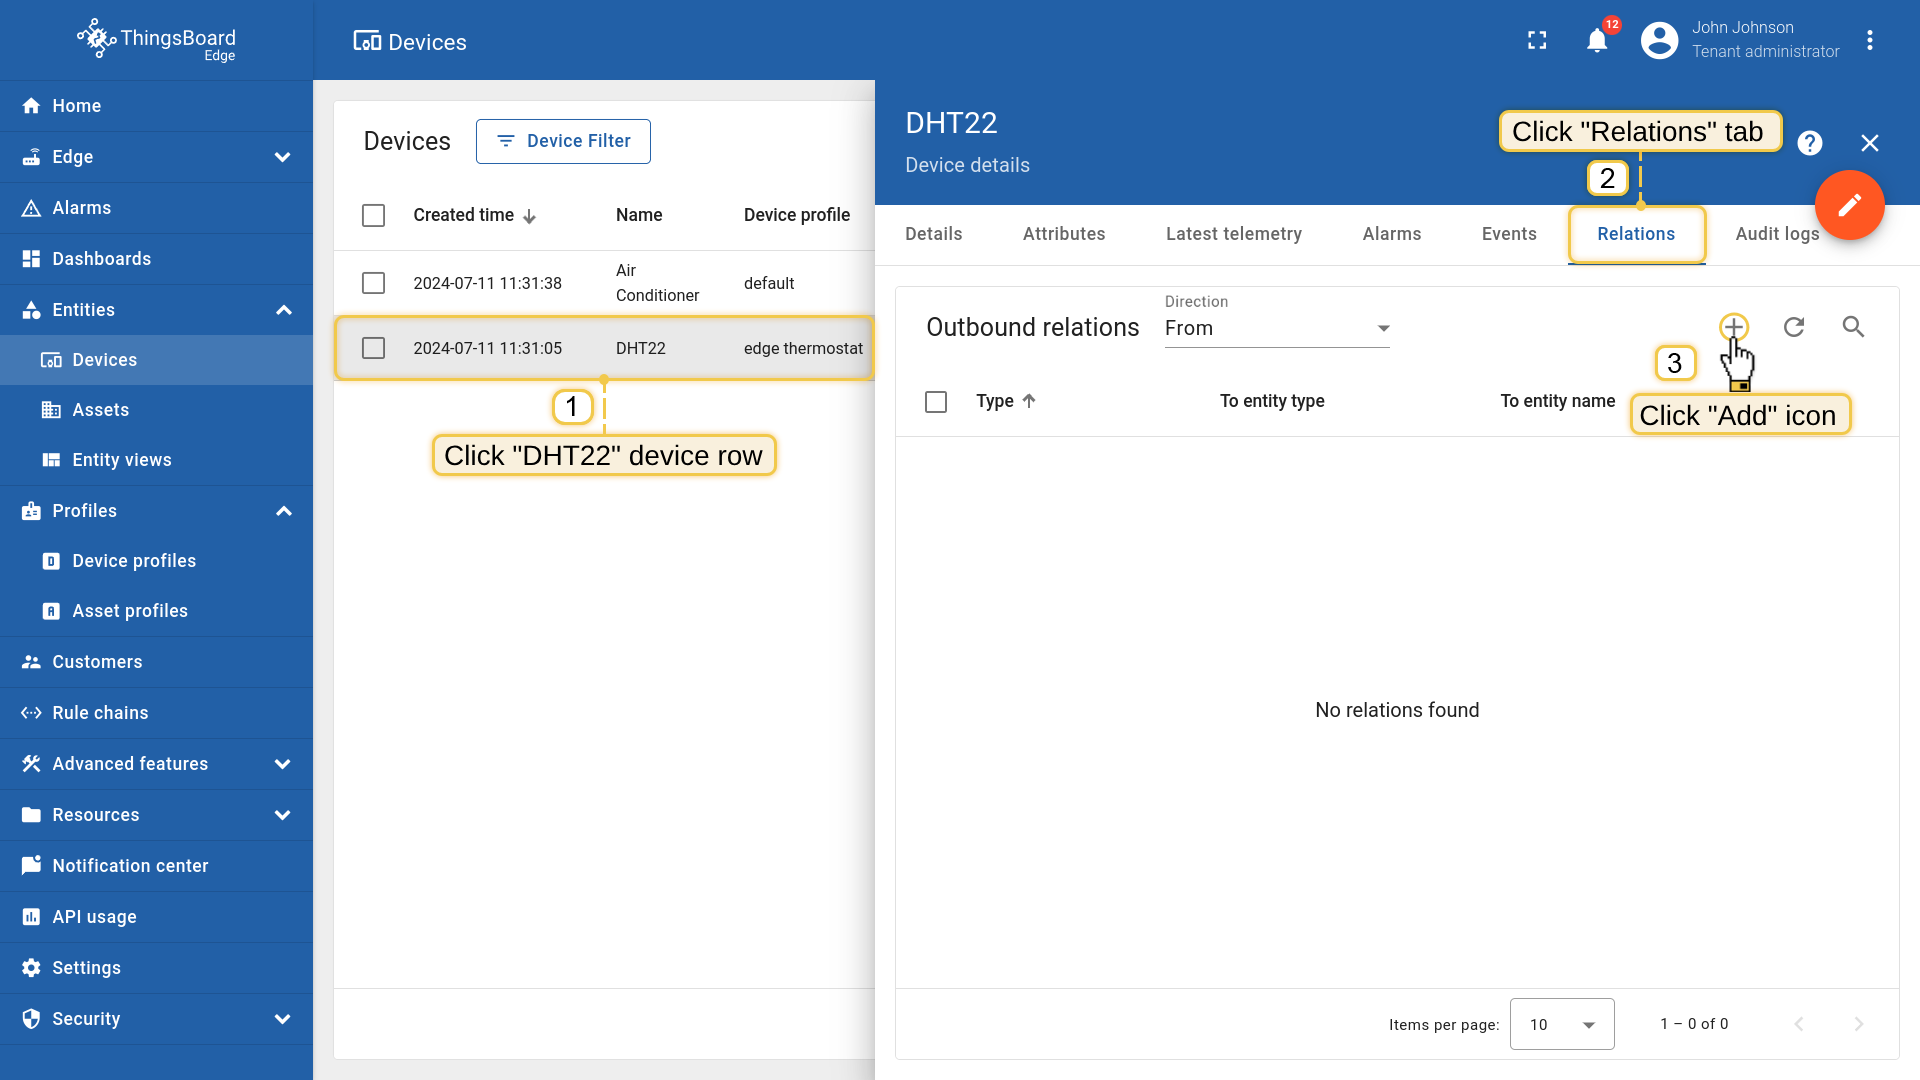 ThingsBoard
Edge
Devices
12
John Johnson
Tenant administrator
Home
Edge
Alarms
Dashboards
Entities
Devices
Assets
Entity views
Profiles
D
Device profiles
A
Asset profiles
Customers
Rule chains
Advanced features
Resources
Notification center
API usage
Settings
Security
Devices
Device Filter
Created time
Name
Device profile
2024-07-11 11:31:38
Air
Conditioner
default
2024-07-11 11:31:05
DHT22
edge thermostat
1
Click "DHT22" device row
DHT22
Device details
Click "Relations" tab
2
?
Details
Attributes
Latest telemetry
Alarms
Events
Relations
Audit logs
Outbound relations
Direction
From
3
Click "Add" icon
Type
To entity type
To entity name
No relations found
Items per page:
10
1 – 0 of 0